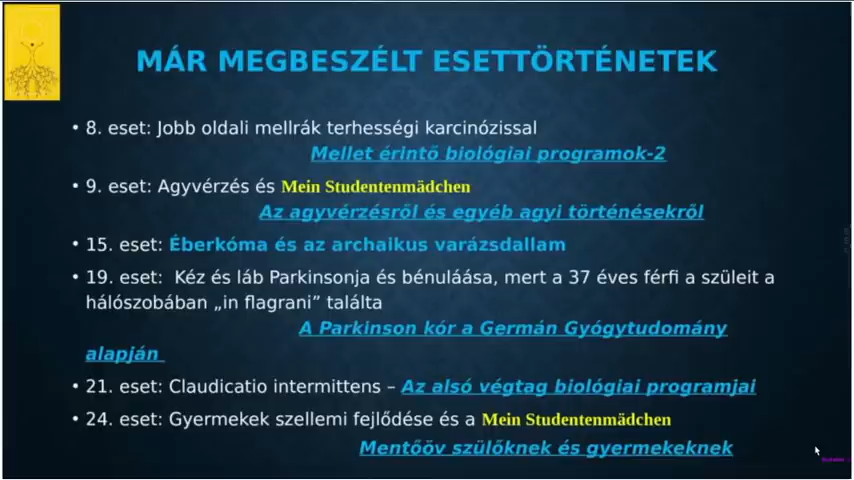 MÁR MEGBESZÉLT ESETTÖRTÉNETEK
• 8. eset: Jobb oldali mellrák terhességi karcinózissal
Mellet érintő biológiai programok-2
• 9. eset: Agyvérzés és Mein Studentenmädchen
Az agyvérzésről és egyéb agyi történésekről
• 15. eset: Éberkóma és az archaikus varázsdallam
• 19. eset: Kéz és láb Parkinsonja és bénuláása, mert a 37 éves férfi a szüleit a
hálószobában „in flagrani” találta
A Parkinson kór a Germán Gyógytudomány
alapján
• 21. eset: Claudicatio intermittens – Az alsó végtag biológiai programjai
• 24. eset: Gyermekek szellemi fejlődése és a Mein Studentenmädchen
Mentőöv szülőknek és gyermekeknek